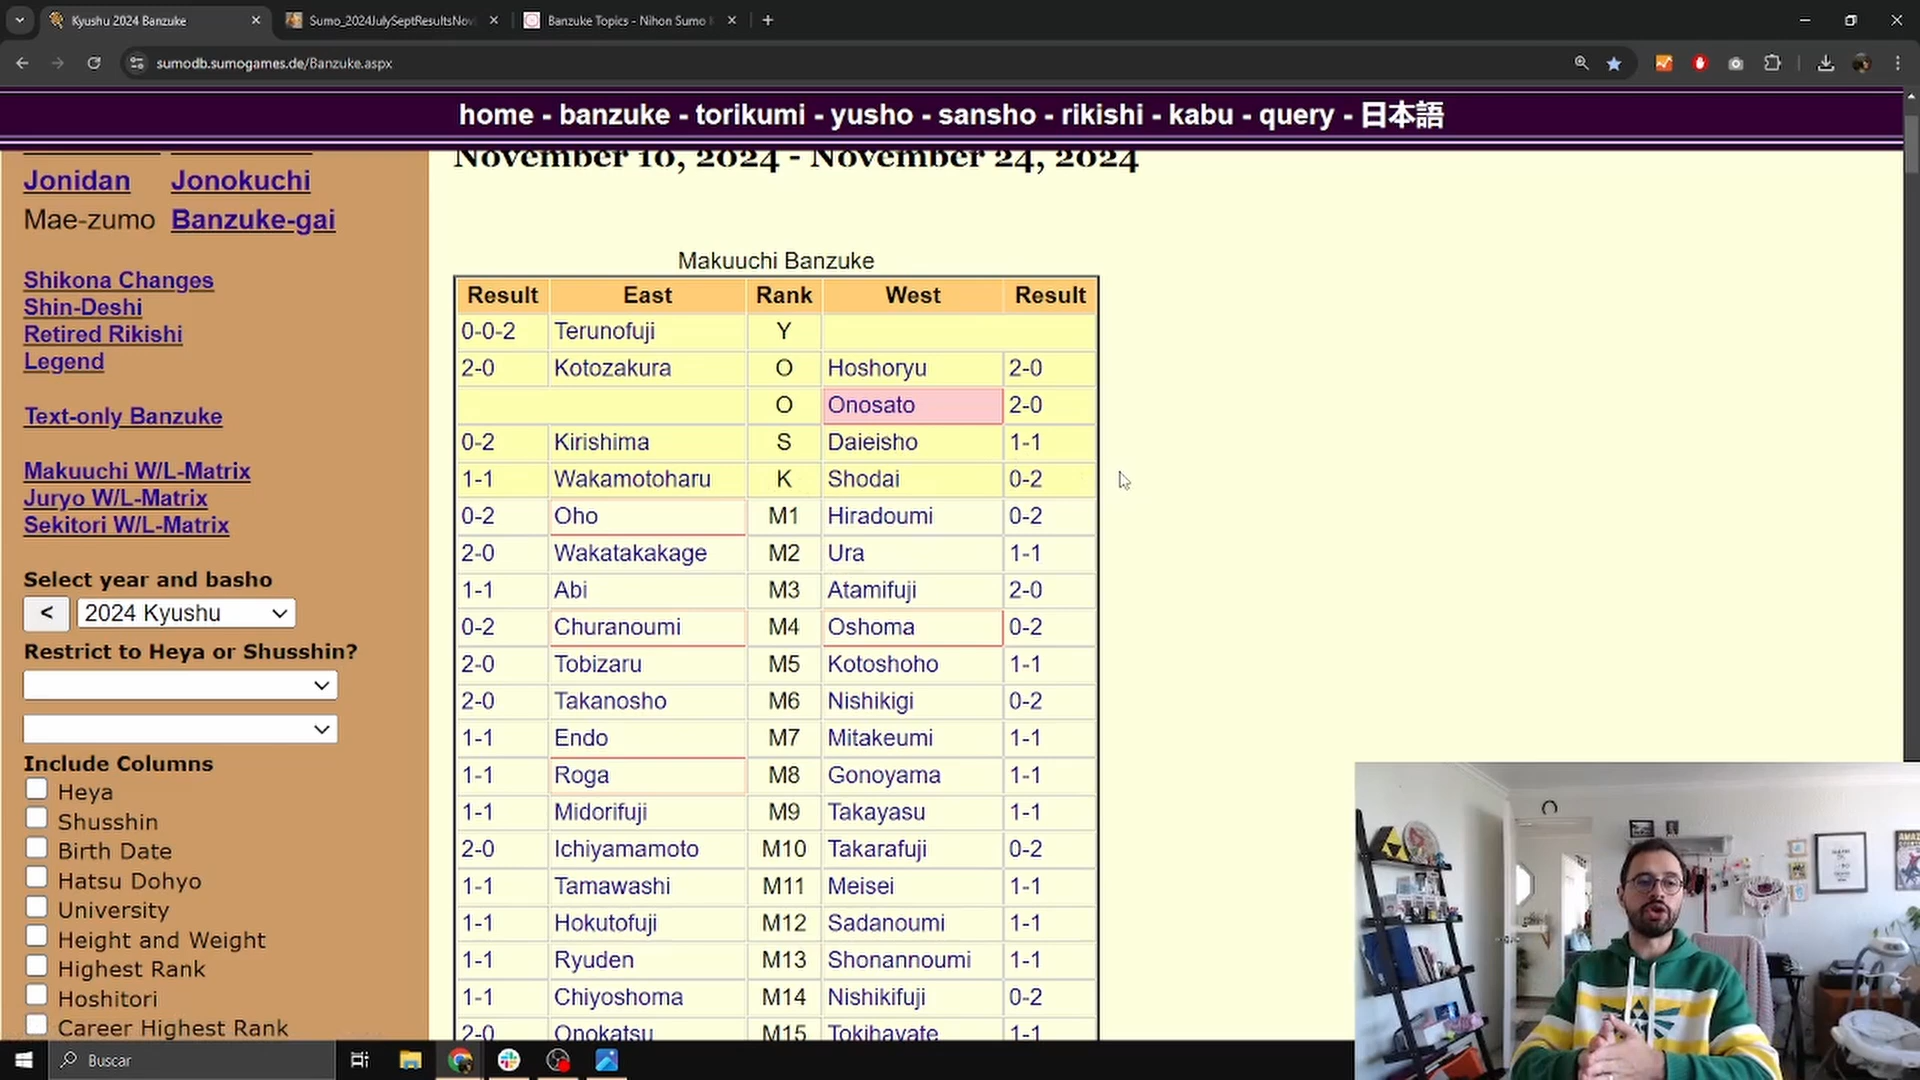 Kyushu 2024 Banzuke
Sumo_2024JulySeptResultsNov
Banzuke Topics - Nihon Sumo
sumodb.sumogames.de/Banzuke.aspx
home - banzuke - torikumi - yusho - sansho - rikishi - kabu - query - 日本語
November 10, 2024 - November 24, 2024
Jonidan Jonokuchi
Mae-zumo Banzuke-gai
Shikona Changes
Shin-Deshi
Retired Rikishi
Legend
Text-only Banzuke
Makuuchi W/L-Matrix
Juryo W/L-Matrix
Sekitori W/L-Matrix
Select year and basho
< 2024 Kyushu
Restrict to Heya or Shusshin?
Include Columns
Heya
Shusshin
Birth Date
Hatsu Dohyo
University
Height and Weight
Highest Rank
Hoshitori
Career Highest Rank
Makuuchi Banzuke
Result East Rank West Result
0-0-2 Terunofuji Y
2-0 Kotozakura O Hoshoryu 2-0
O Onosato 2-0
0-2 Kirishima S Daieisho 1-1
1-1 Wakamotoharu K Shodai 0-2
0-2 Oho M1 Hiradoumi 0-2
2-0 Wakatakakage M2 Ura 1-1
1-1 Abi M3 Atamifuji 2-0
0-2 Churanoumi M4 Oshoma 0-2
2-0 Tobizaru M5 Kotoshoho 1-1
2-0 Takanosho M6 Nishikigi 0-2
1-1 Endo M7 Mitakeumi 1-1
1-1 Roga M8 Gonoyama 1-1
1-1 Midorifuji M9 Takayasu 1-1
2-0 Ichiyamamoto M10 Takarafuji 0-2
1-1 Tamawashi M11 Meisei 1-1
1-1 Hokutofuji M12 Sadanoumi 1-1
1-1 Ryuden M13 Shonannoumi 1-1
1-1 Chiyoshoma M14 Nishikifuji 0-2
2-0 Onokatsu M15 Tokihayate 1-1
Buscar